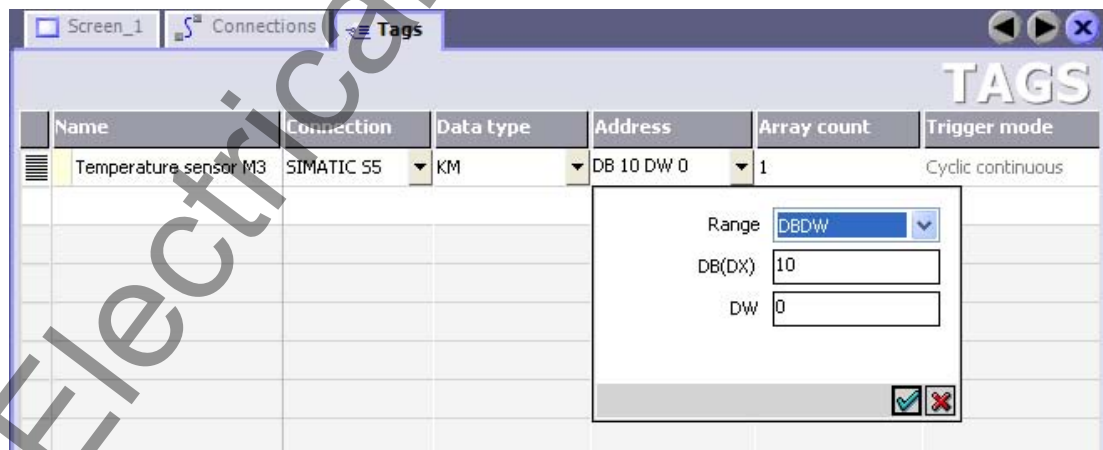 Screen_1 Connections Tags
TAGS
Name Connection Data type Address Array count Trigger mode
Temperature sensor M3 SIMATIC S5 KM DB 10 DW 0 1 Cyclic continuous
Range DBDW
DB(DX) 10
DW 0
Electrical